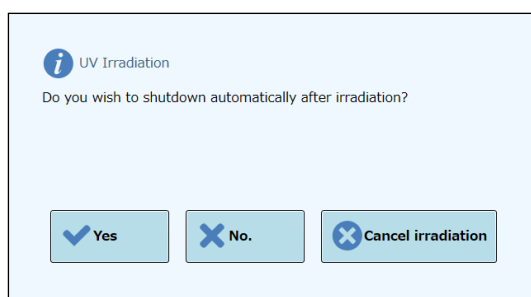 UV Irradiation
Do you wish to shutdown automatically after irradiation?
Yes
No.
Cancel irradiation